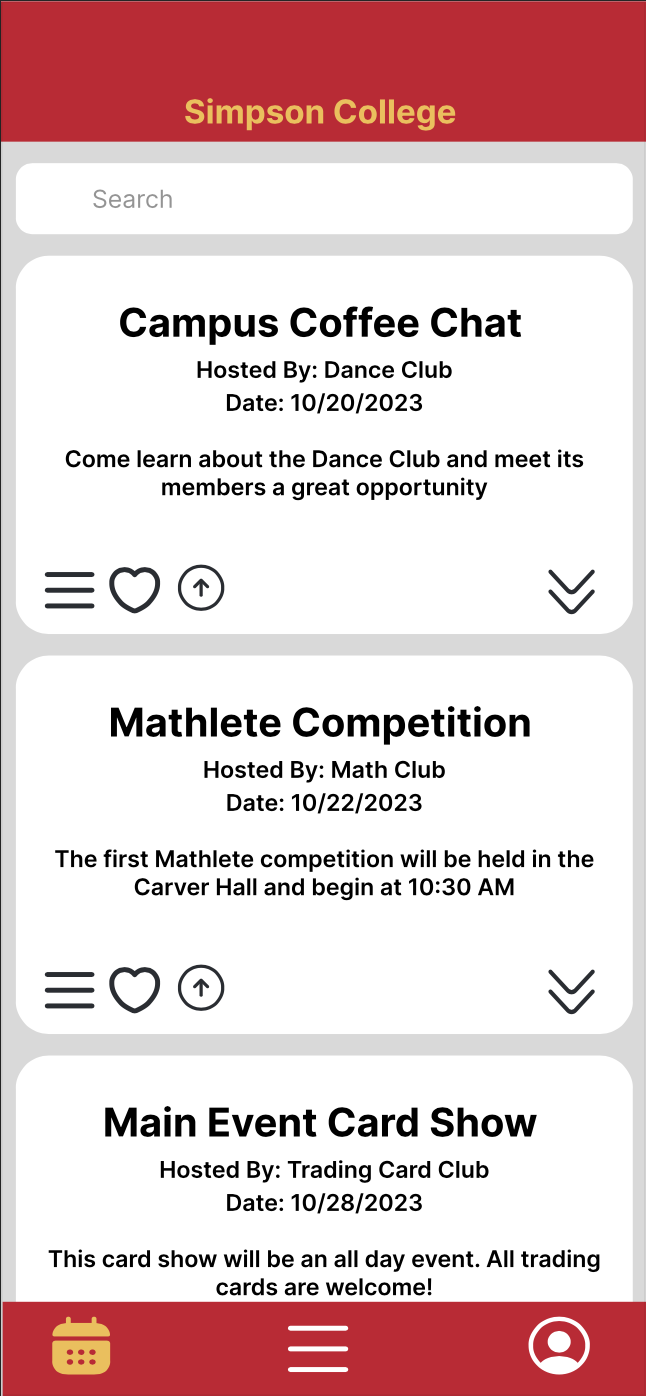 Simpson College
Search
Campus Coffee Chat
Hosted By: Dance Club
Date: 10/20/2023
Come learn about the Dance Club and meet its
members a great opportunity
Mathlete Competition
Hosted By: Math Club
Date: 10/22/2023
The first Mathlete competition will be held in the
Carver Hall and begin at 10:30 AM
Main Event Card Show
Hosted By: Trading Card Club
Date: 10/28/2023
This card show will be an all day event. All trading
cards are welcome!